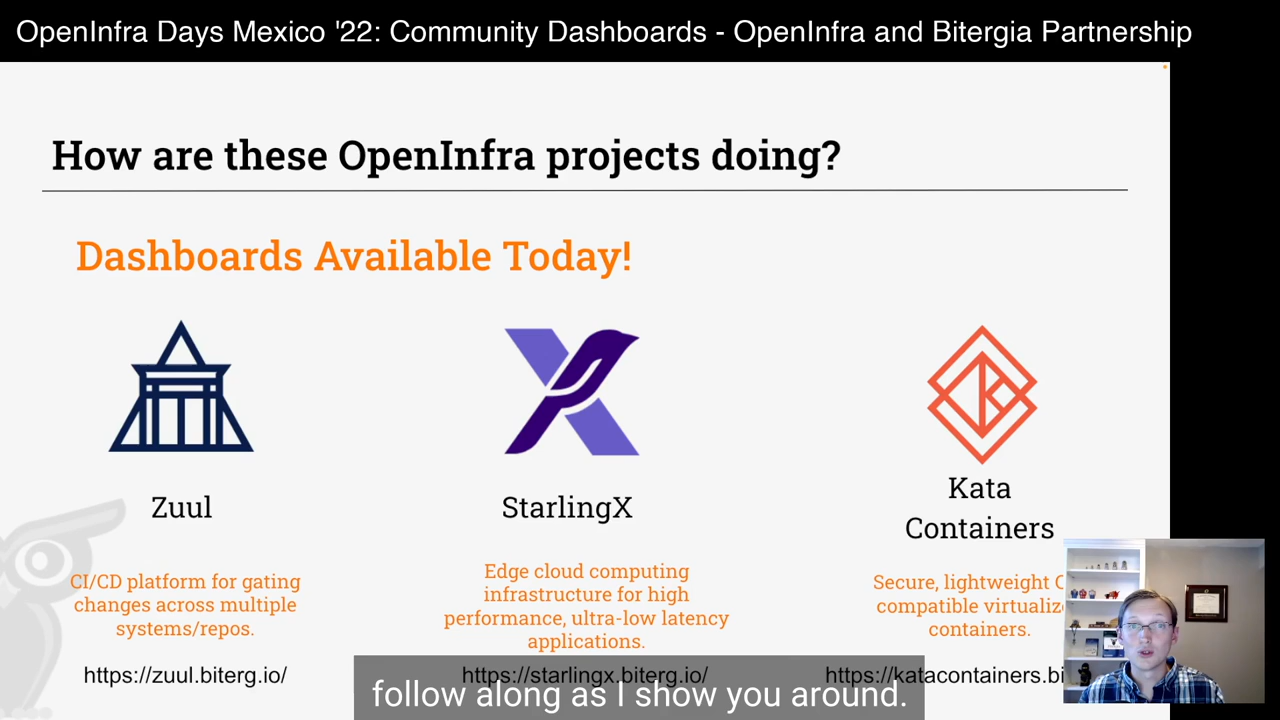 OpenInfra Days Mexico '22: Community Dashboards - OpenInfra and Bitergia Partnership
How are these OpenInfra projects doing?
Dashboards Available Today!
Zuul
CI/CD platform for gating
changes across multiple
systems/repos.
https://zuul.biterg.io/
StarlingX
Edge cloud computing
infrastructure for high
performance, ultra-low latency
applications.
https://starlingx.biterg.io/
Kata
Containers
Secure, lightweight
compatible
containers.
https://katacontainers.bi
follow along as I show you around.